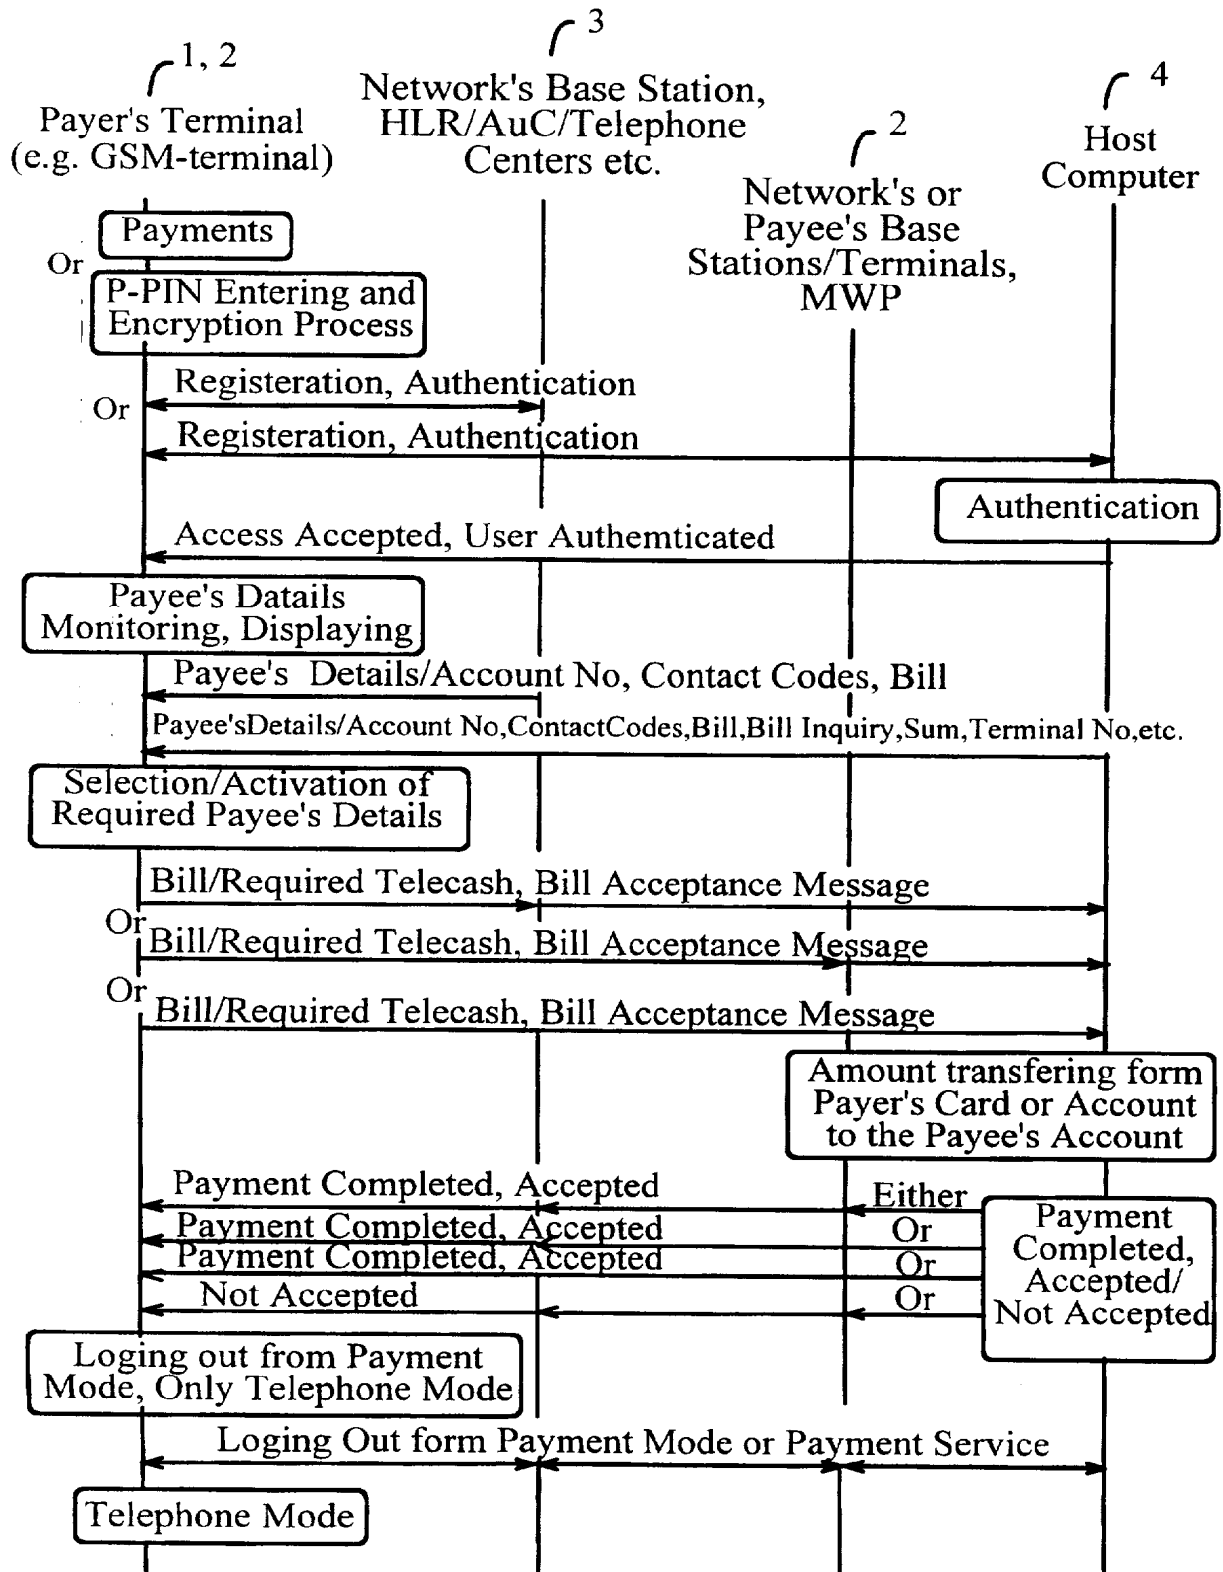 1, 2
3
2
4
Payer's Terminal
(e.g. GSM-terminal)
Network's Base Station,
HLR/AuC/Telephone
Centers etc.
Network's or
Payee's Base
Stations/Terminals,
MWP
Host
Computer
Payments
Or
P-PIN Entering and
Encryption Process
Registeration, Authentication
Or
Registeration, Authentication
Authentication
Access Accepted, User Authemticated
Payee's Datails
Monitoring, Displaying
Payee's Details/Account No, Contact Codes, Bill
Payee'sDetails/Account No,ContactCodes,Bill,Bill Inquiry,Sum,Terminal No,etc.
Selection/Activation of
Required Payee's Details
Bill/Required Telecash, Bill Acceptance Message
Or
Bill/Required Telecash, Bill Acceptance Message
Or
Bill/Required Telecash, Bill Acceptance Message
Amount transfering form
Payer's Card or Account
to the Payee's Account
Payment Completed, Accepted
Either
Payment Completed, Accepted
Or
Payment Completed, Accepted
Or
Not Accepted
Or
Payment
Completed,
Accepted/
Not Accepted
Loging out from Payment
Mode, Only Telephone Mode
Loging Out form Payment Mode or Payment Service
Telephone Mode